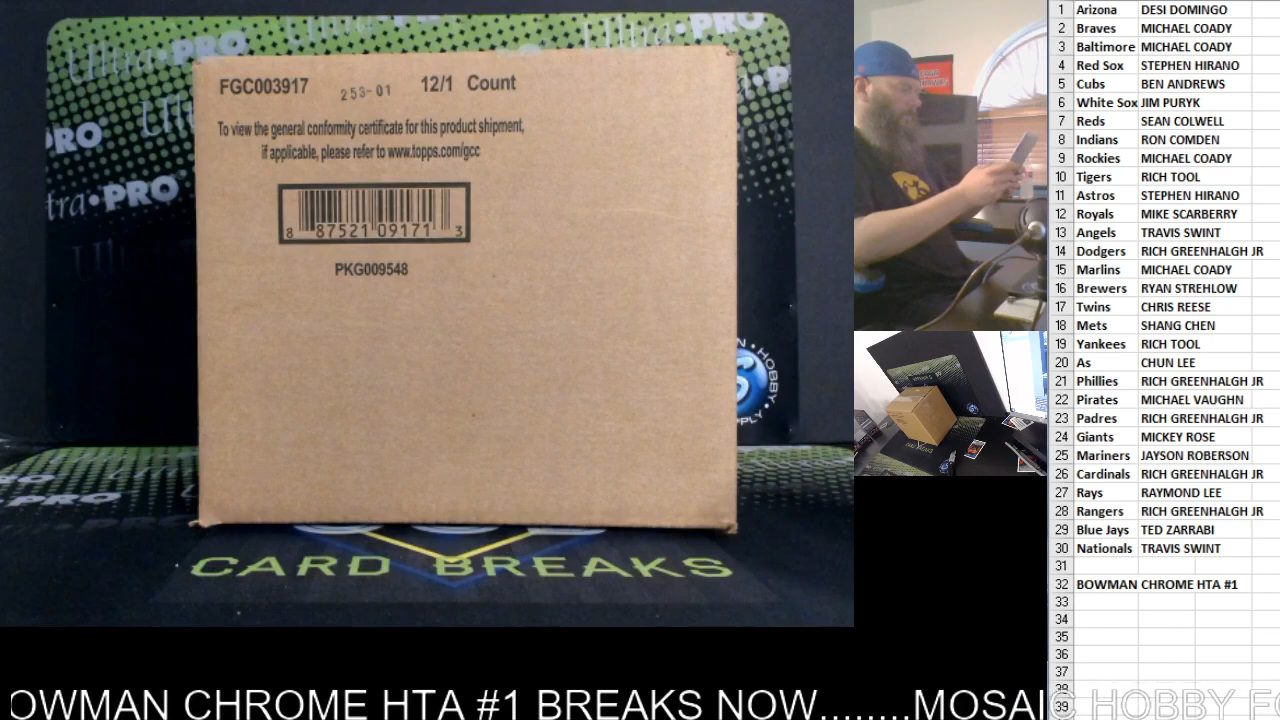 Ultra•PRO
PRO
tra•PRO
FGC003917 253-01 12/1 Count
To view the general conformity certificate for this product shipment,
if applicable, please refer to www.topps.com/gcc
8 87521 09171 3
PKG009548
HOBBY
CARD BREAKS
1 Arizona DESI DOMINGO
2 Braves MICHAEL COADY
3 Baltimore MICHAEL COADY
4 Red Sox STEPHEN HIRANO
5 Cubs BEN ANDREWS
6 White Sox JIM PURYK
7 Reds SEAN COLWELL
8 Indians RON COMDEN
9 Rockies MICHAEL COADY
10 Tigers RICH TOOL
11 Astros STEPHEN HIRANO
12 Royals MIKE SCARBERRY
13 Angels TRAVIS SWINT
14 Dodgers RICH GREENHALGH JR
15 Marlins MICHAEL COADY
16 Brewers RYAN STREHLOW
17 Twins CHRIS REESE
18 Mets SHANG CHEN
19 Yankees RICH TOOL
20 As CHUN LEE
21 Phillies RICH GREENHALGH JR
22 Pirates MICHAEL VAUGHN
23 Padres RICH GREENHALGH JR
24 Giants MICKEY ROSE
25 Mariners JAYSON ROBERSON
26 Cardinals RICH GREENHALGH JR
27 Rays RAYMOND LEE
28 Rangers RICH GREENHALGH JR
29 Blue Jays TED ZARRABI
30 Nationals TRAVIS SWINT
31
32 BOWMAN CHROME HTA #1
33
34
35
36
37
38
39
OWMAN CHROME HTA #1 BREAKS NOW........MOSAIC HOBBY FO